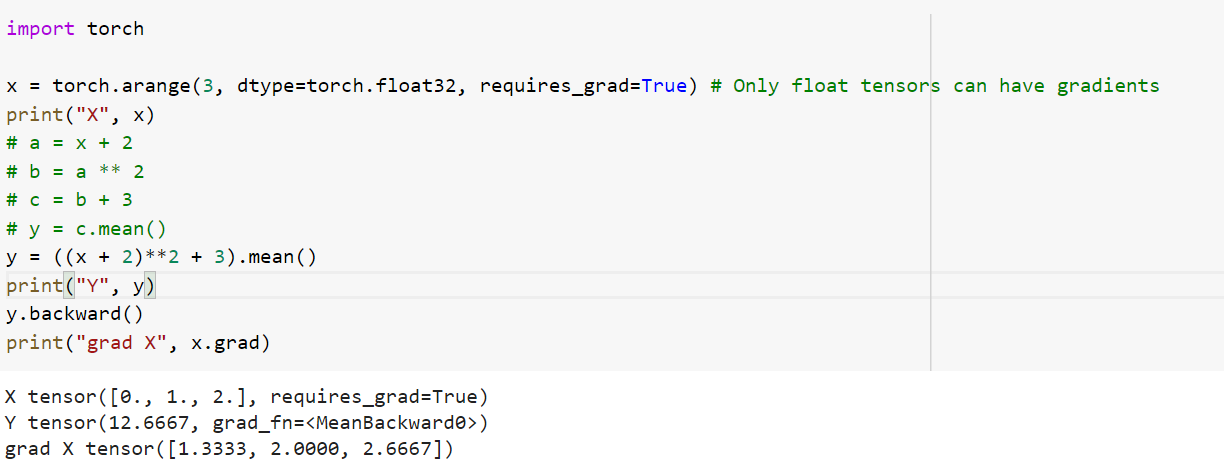 import torch
x = torch.arange(3, dtype=torch.float32, requires_grad=True) # Only float tensors can have gradients
print("X", x)
# a = x + 2
# b = a ** 2
# c = b + 3
# y = c.mean()
y = ((x + 2)**2 + 3).mean()
print("Y", y)
y.backward()
print("grad X", x.grad)
X tensor([0., 1., 2.], requires_grad=True)
Y tensor(12.6667, grad_fn=<MeanBackward0>)
grad X tensor([1.3333, 2.0000, 2.6667])